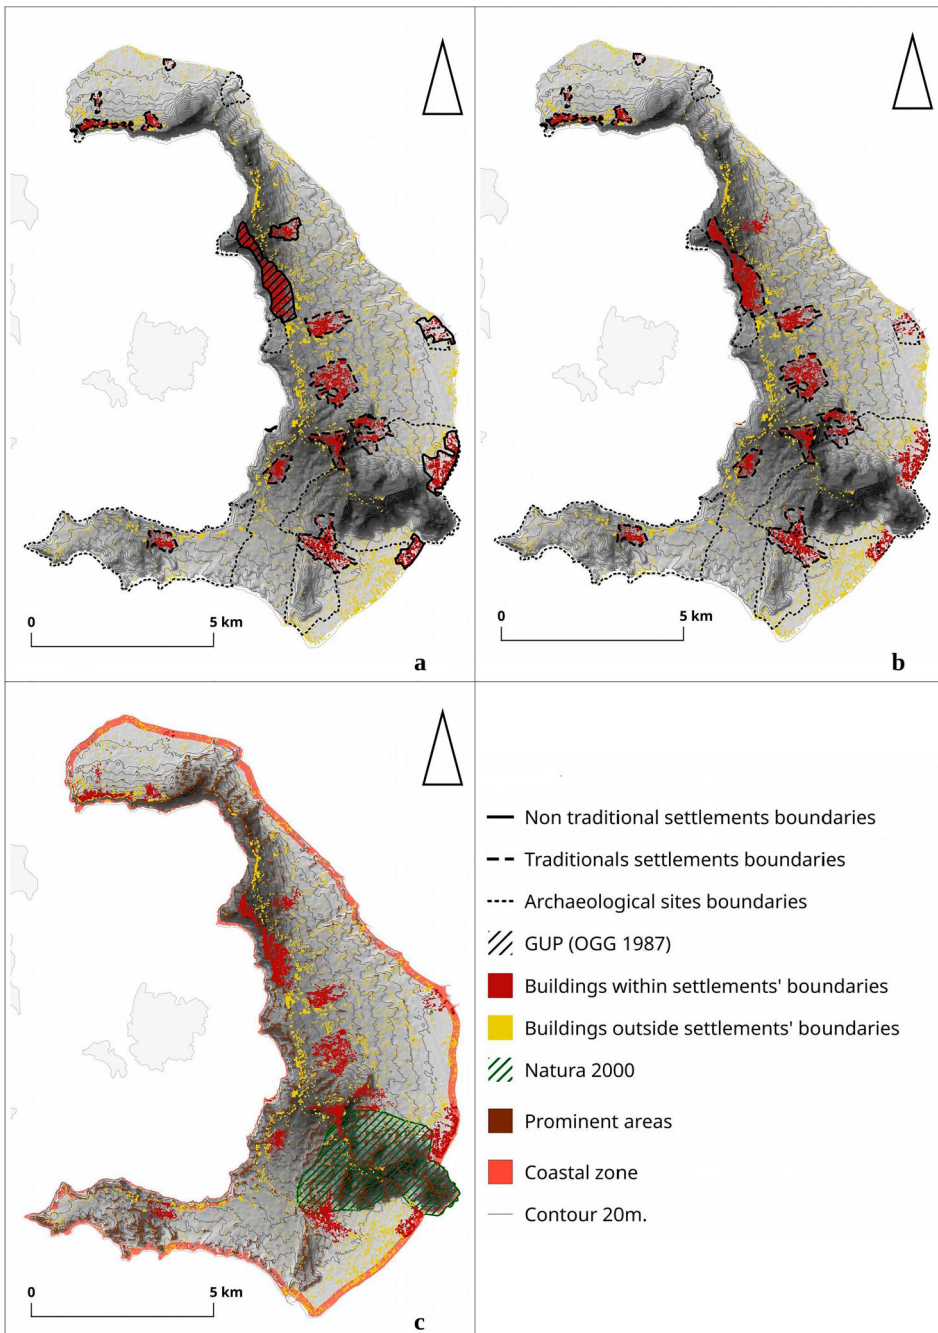 0 5 km
a
0 5 km
b
0 5 km
c
Non traditional settlements boundaries
Traditionals settlements boundaries
Archaeological sites boundaries
GUP (OGG 1987)
Buildings within settlements' boundaries
Buildings outside settlements' boundaries
Natura 2000
Prominent areas
Coastal zone
Contour 20m.